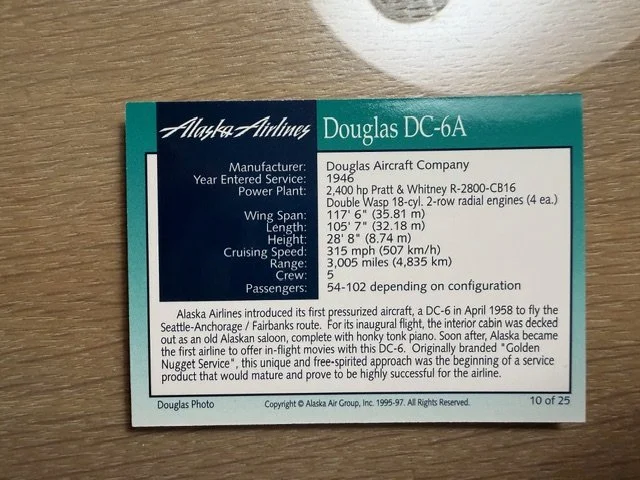 Alaska Airlines Douglas DC-6A
Manufacturer: Douglas Aircraft Company
Year Entered Service: 1946
Power Plant: 2,400 hp Pratt & Whitney R-2800-CB16
Double Wasp 18-cyl. 2-row radial engines (4 ea.)
Wing Span: 117' 6" (35.81 m)
Length: 105' 7" (32.18 m)
Height: 28' 8" (8.74 m)
Cruising Speed: 315 mph (507 km/h)
Range: 3,005 miles (4,835 km)
Crew: 5
Passengers: 54-102 depending on configuration
Alaska Airlines introduced its first pressurized aircraft, a DC-6 in April 1958 to fly the
Seattle-Anchorage / Fairbanks route. For its inaugural flight, the interior cabin was decked
out as an old Alaskan saloon, complete with honky tonk piano. Soon after, Alaska became
the first airline to offer in-flight movies with this DC-6. Originally branded "Golden
Nugget Service", this unique and free-spirited approach was the beginning of a service
product that would mature and prove to be highly successful for the airline.
Douglas Photo Copyright © Alaska Air Group, Inc. 1995-97. All Rights Reserved. 10 of 25